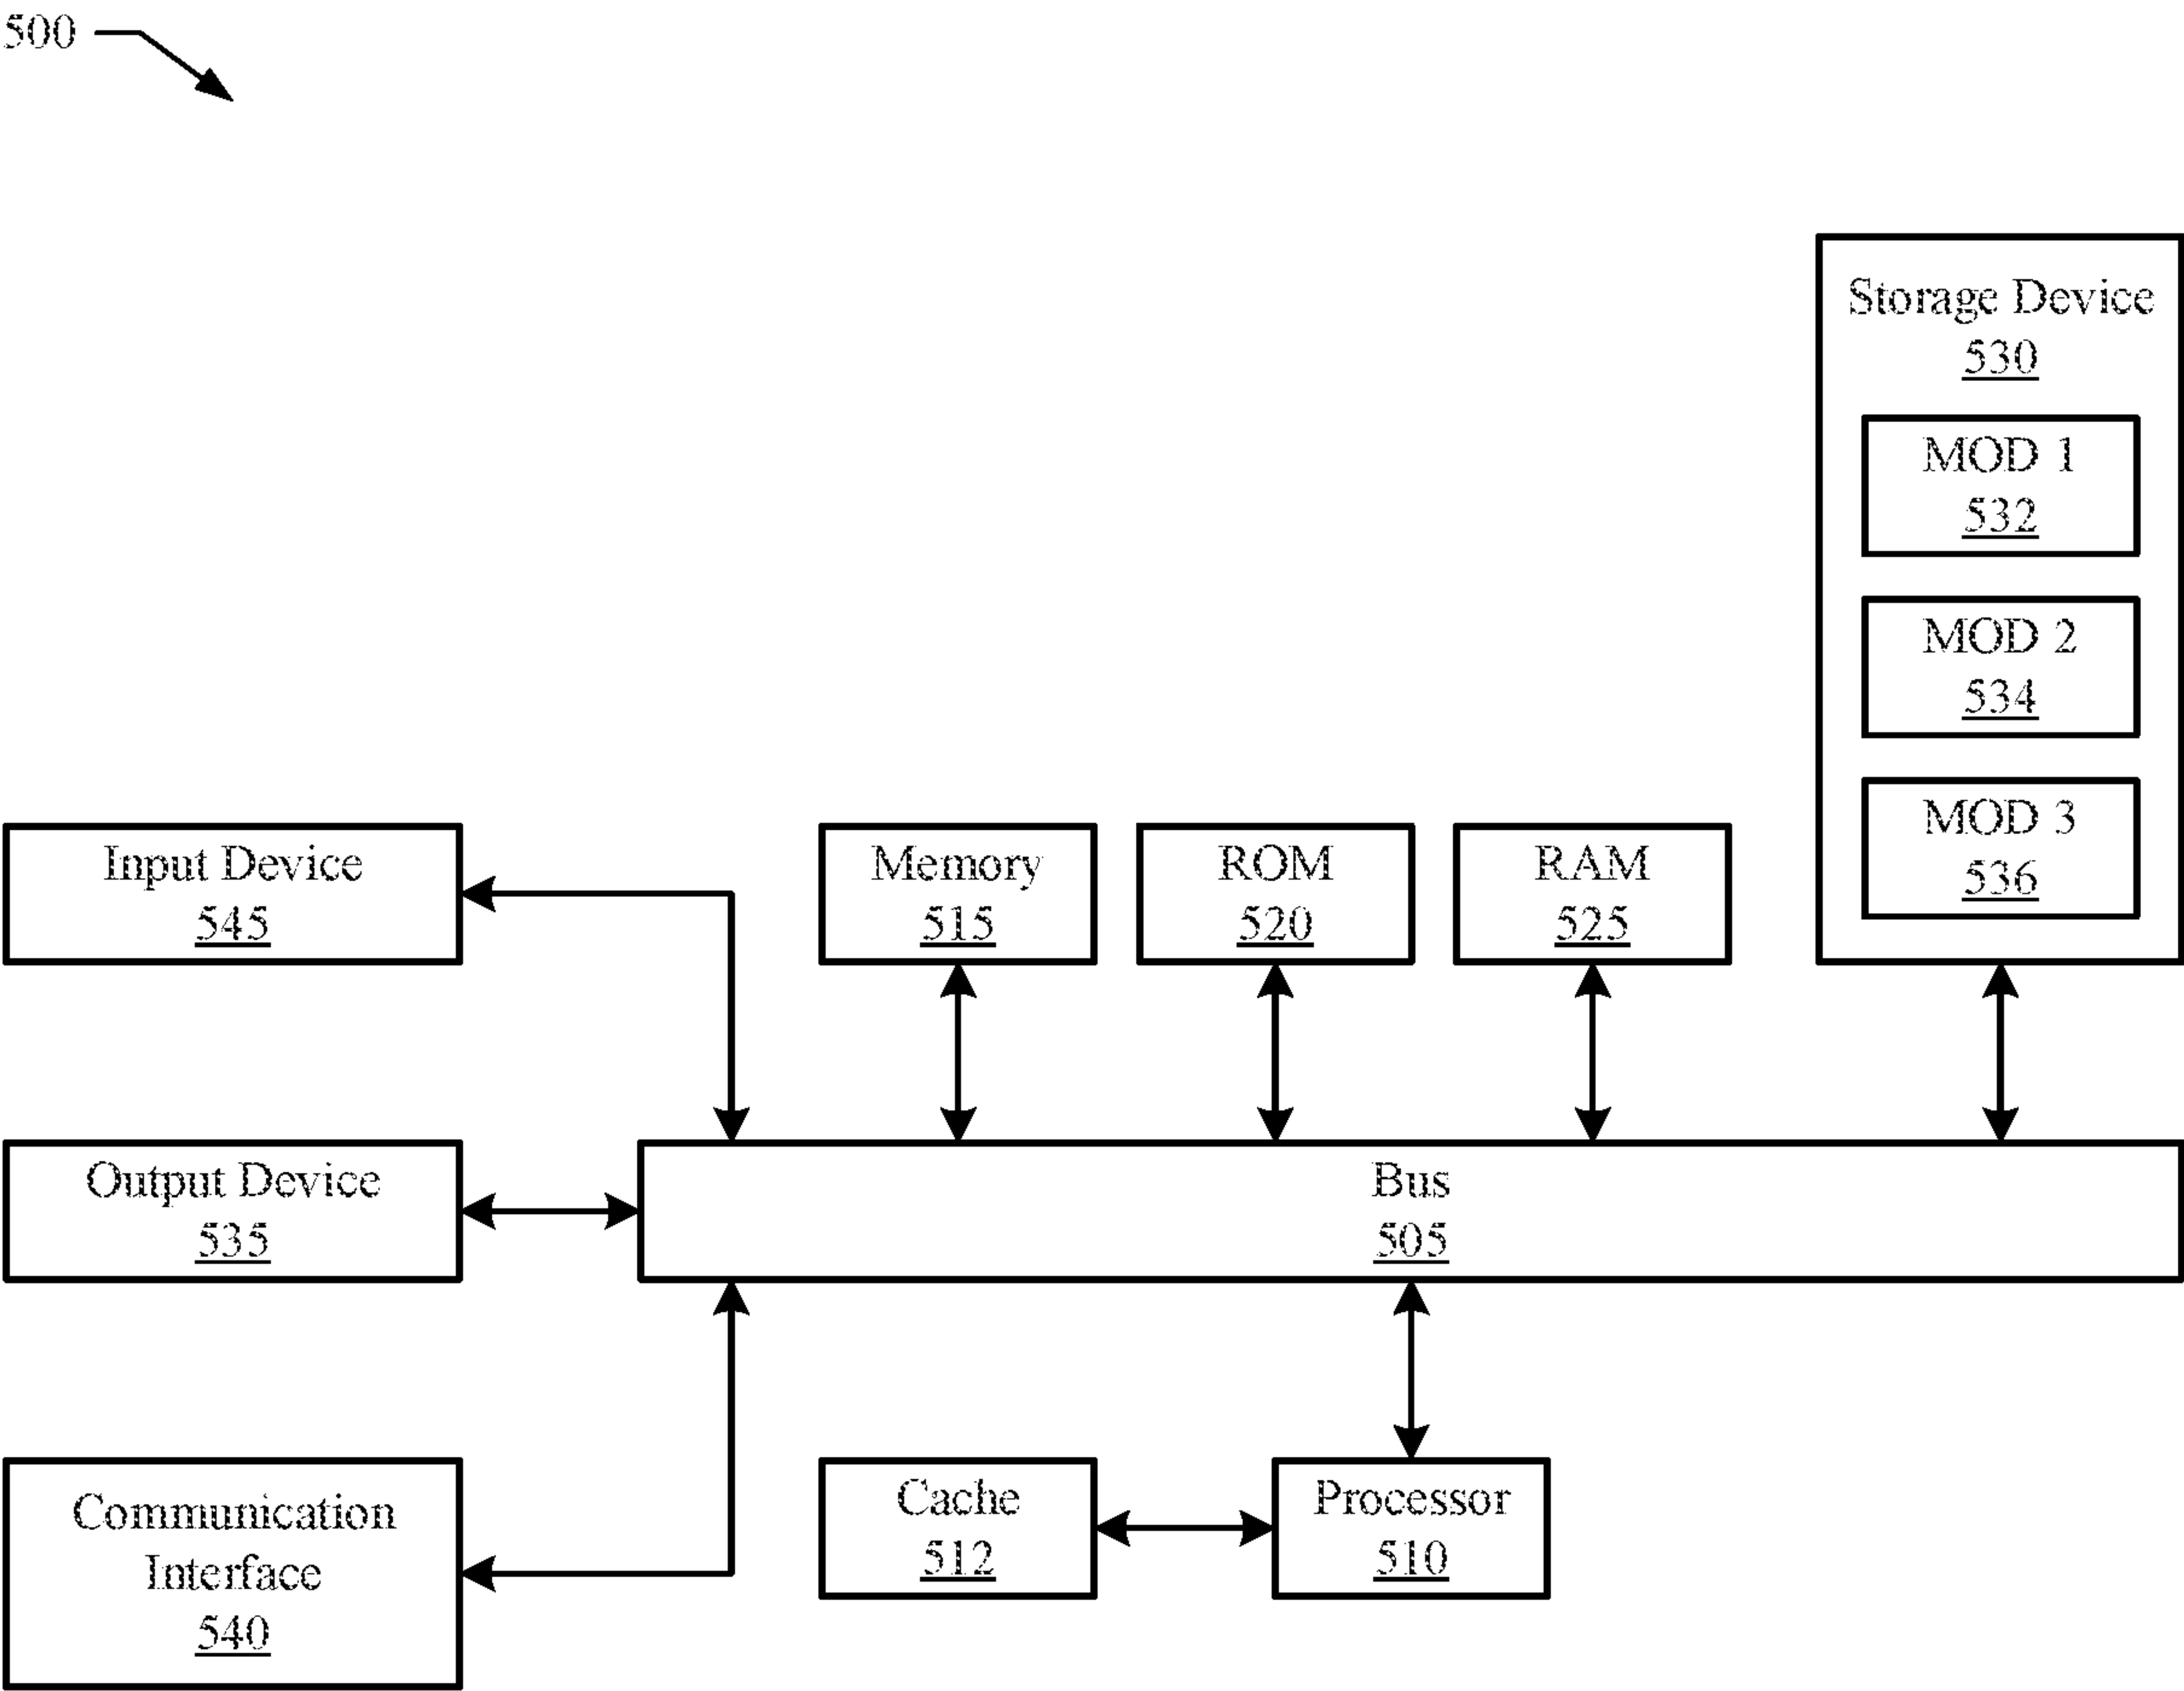 500
Storage Device
530
MOD 1
532
MOD 2
534
MOD 3
536
Input Device
545
Memory
515
ROM
520
RAM
525
Output Device
535
Bus
505
Communication
Interface
540
Cache
512
Processor
510